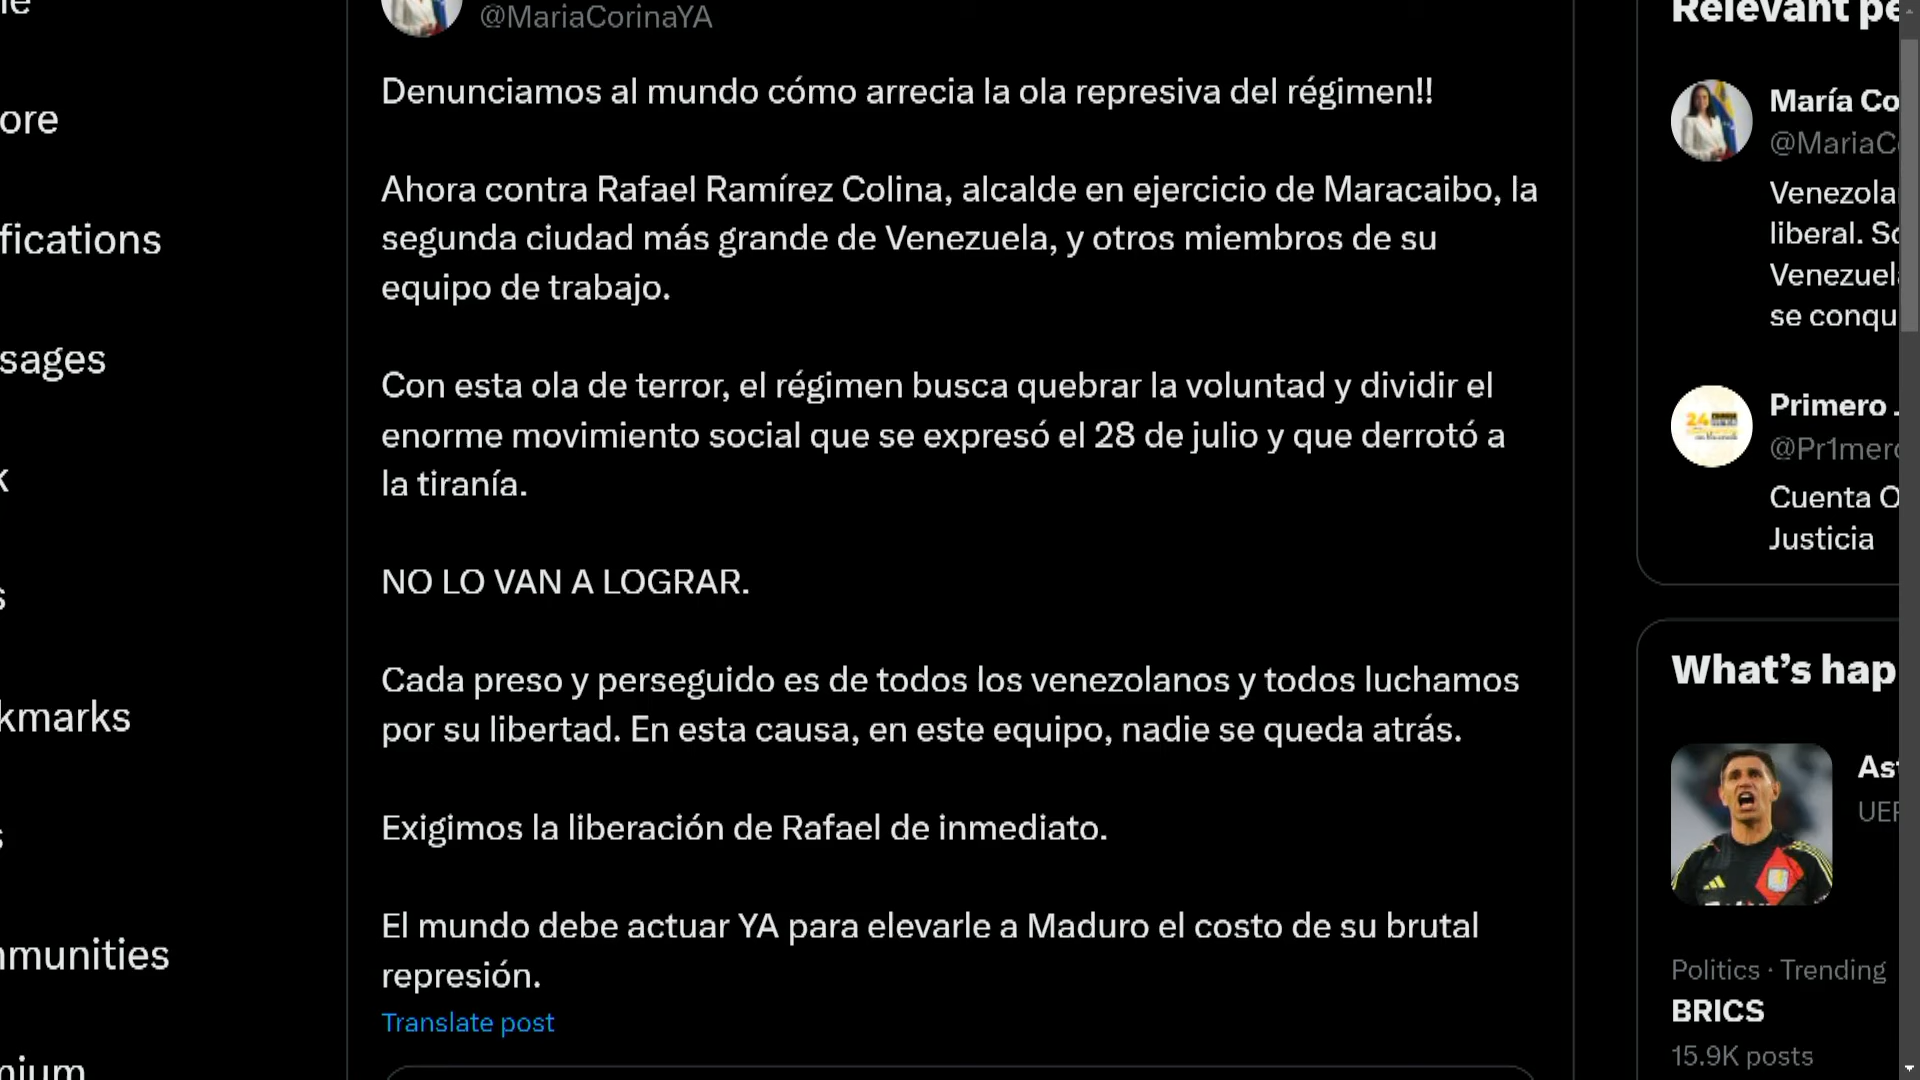 @MariaCorinaYA
Denunciamos al mundo cómo arrecia la ola represiva del régimen!!
Ahora contra Rafael Ramírez Colina, alcalde en ejercicio de Maracaibo, la
segunda ciudad más grande de Venezuela, y otros miembros de su
equipo de trabajo.
Con esta ola de terror, el régimen busca quebrar la voluntad y dividir el
enorme movimiento social que se expresó el 28 de julio y que derrotó a
la tiranía.
NO LO VAN A LOGRAR.
Cada preso y perseguido es de todos los venezolanos y todos luchamos
por su libertad. En esta causa, en este equipo, nadie se queda atrás.
Exigimos la liberación de Rafael de inmediato.
El mundo debe actuar YA para elevarle a Maduro el costo de su brutal
represión.
Translate post
ore
fications
sages
k
s
kmarks
s
mmunities
mium
Relevant pe
María Co
@MariaC
Venezola
liberal. So
Venezuel
se conqu
Primero
@Pr1mero
Cuenta O
Justicia
What's hap
Ast
UEF
Politics · Trending
BRICS
15.9K posts